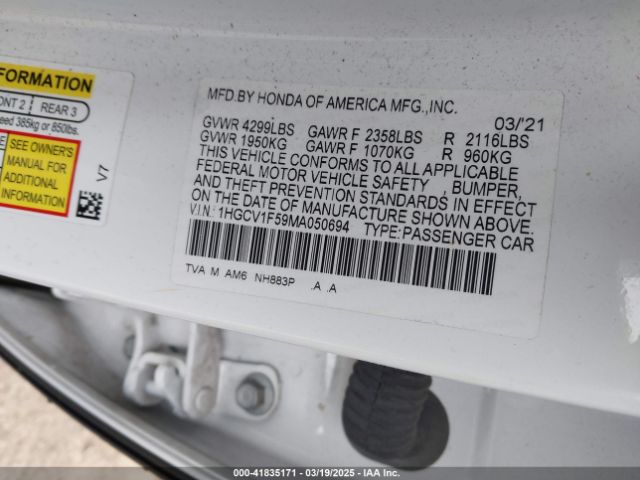 FORMATION
ONT 2 REAR 3
eed 385kg or 850lbs.
SEE OWNER'S
MANUAL FOR
ADDITIONAL
INFORMATION
V7
MFD.BY HONDA OF AMERICA MFG.,INC. 03/'21
GVWR 4299LBS GAWR F 2358LBS R 2116LBS
GVWR 1950KG GAWR F 1070KG R 960KG
THIS VEHICLE CONFORMS TO ALL APPLICABLE
FEDERAL MOTOR VEHICLE SAFETY , BUMPER,
AND THEFT PREVENTION STANDARDS IN EFFECT
ON THE DATE OF MANUFACTURE SHOWN ABOVE.
V.I.N.: 1HGCV1F59MA050694 TYPE:PASSENGER CAR
TVA M AM6 NH883P .A .A
000-41835171 | 03/19/2025 - IAA Inc.